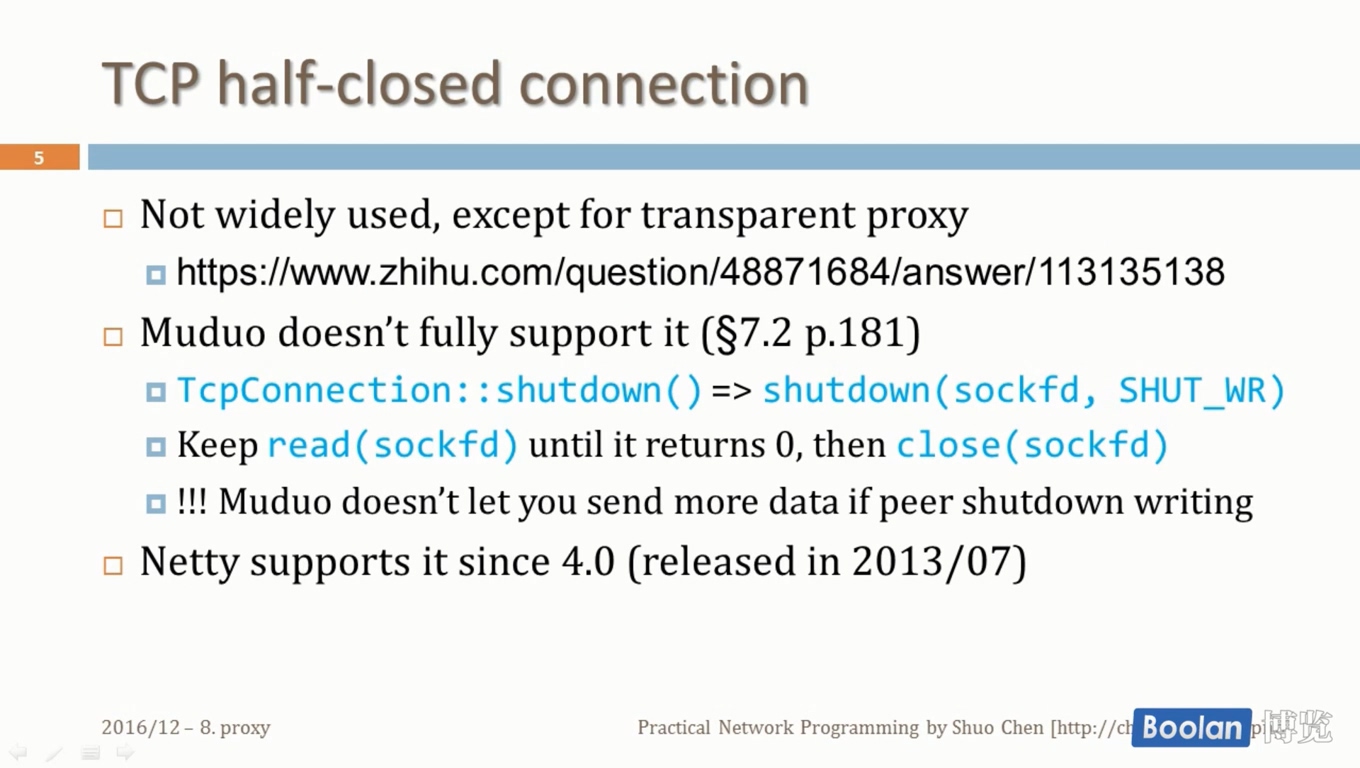 TCP half-closed connection
5
Not widely used, except for transparent proxy
https://www.zhihu.com/question/48871684/answer/113135138
Muduo doesn’t fully support it (§7.2 p.181)
TcpConnection::shutdown() => shutdown(sockfd, SHUT_WR)
Keep read(sockfd) until it returns 0, then close(sockfd)
!!! Muduo doesn’t let you send more data if peer shutdown writing
Netty supports it since 4.0 (released in 2013/07)
2016/12 – 8. proxy
Practical Network Programming by Shuo Chen
Boolan 博览